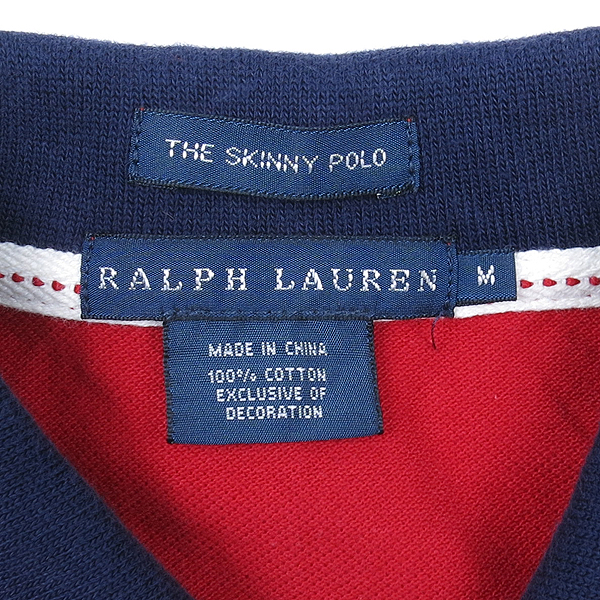 THE SKINNY POLO
RALPH LAUREN M
MADE IN CHINA
100% COTTON
EXCLUSIVE OF
DECORATION